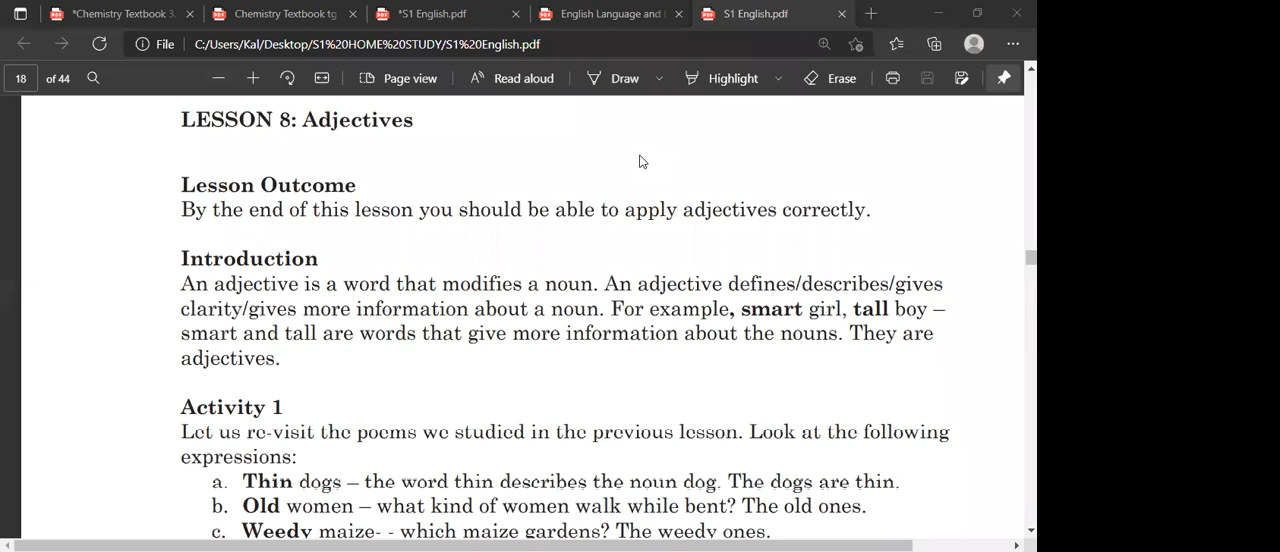 *Chemistry Textbook 3.
Chemistry Textbook tg
*S1 English.pdf
English Language and
S1 English.pdf
File
C:/Users/Kal/Desktop/S1%20HOME%20STUDY/S1%20English.pdf
18 of 44
Page view
Read aloud
Draw
Highlight
Erase
LESSON 8: Adjectives
Lesson Outcome
By the end of this lesson you should be able to apply adjectives correctly.
Introduction
An adjective is a word that modifies a noun. An adjective defines/describes/gives
clarity/gives more information about a noun. For example, smart girl, tall boy –
smart and tall are words that give more information about the nouns. They are
adjectives.
Activity 1
Let us re-visit the poems we studied in the previous lesson. Look at the following
expressions:
a. Thin dogs – the word thin describes the noun dog. The dogs are thin.
b. Old women – what kind of women walk while bent? The old ones.
c. Weedy maize- - which maize gardens? The weedy ones.